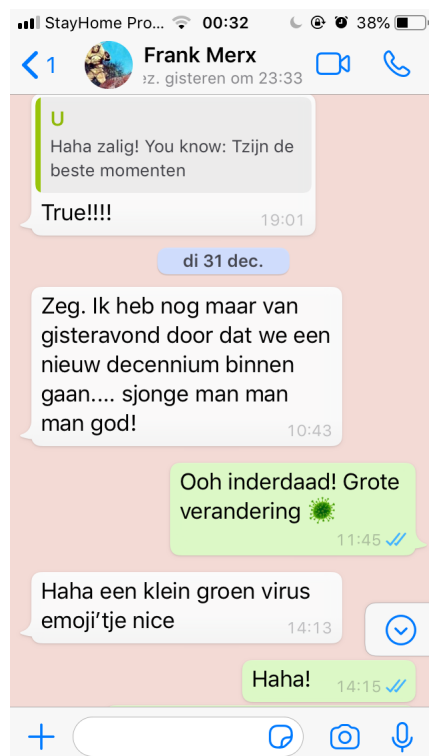 StayHome Pro... 00:32 38%
1 Frank Merx
ez. gisteren om 23:33
U
Haha zalig! You know: Tzijn de
beste momenten
True!!!! 19:01
di 31 dec.
Zeg. Ik heb nog maar van
gisteravond door dat we een
nieuw decennium binnen
gaan.... sjonge man man
man god! 10:43
Ooh inderdaad! Grote
verandering 🦠
11:45
Haha een klein groen virus
emoji’tje nice 14:13
Haha! 14:15